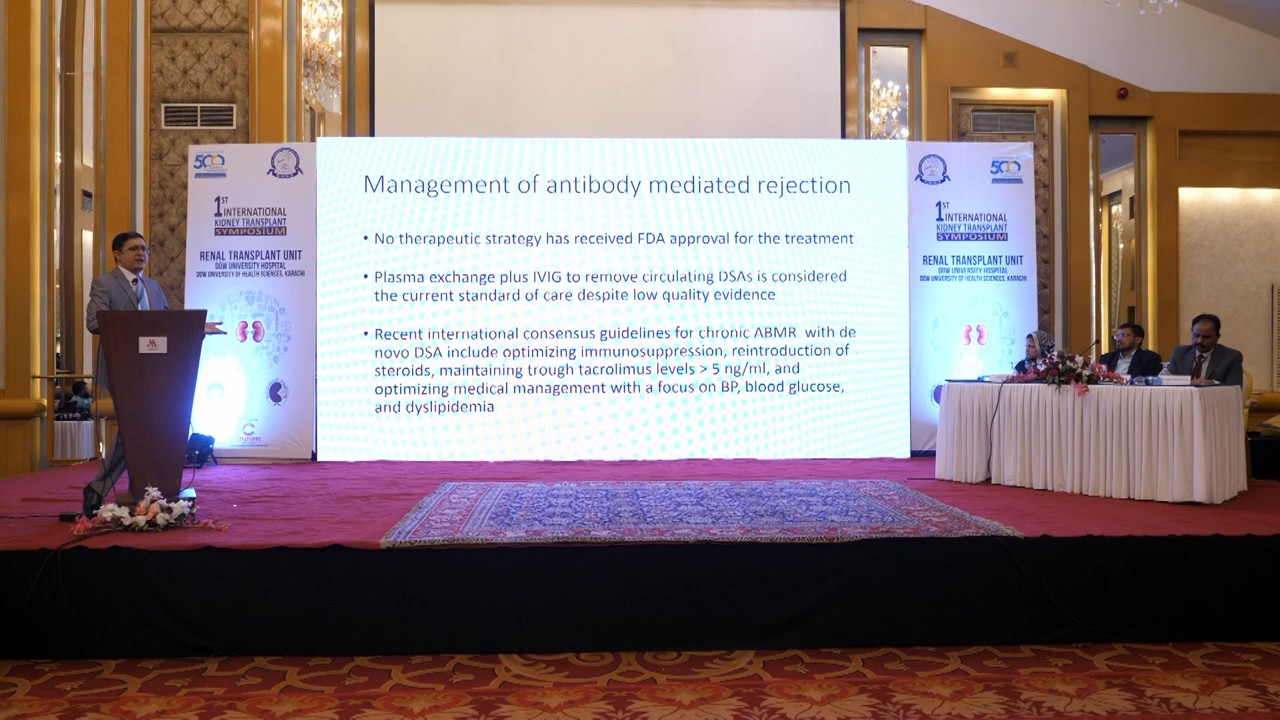 500
1ST
INTERNATIONAL
KIDNEY TRANSPLANT
SYMPOSIUM
RENAL TRANSPLANT UNIT
DOW UNIVERSITY HOSPITAL
DOW UNIVERSITY OF HEALTH SCIENCES, KARACHI
Management of antibody mediated rejection
• No therapeutic strategy has received FDA approval for the treatment
• Plasma exchange plus IVIG to remove circulating DSAs is considered
the current standard of care despite low quality evidence
• Recent international consensus guidelines for chronic ABMR with de
novo DSA include optimizing immunosuppression, reintroduction of
steroids, maintaining trough tacrolimus levels > 5 ng/ml, and
optimizing medical management with a focus on BP, blood glucose,
and dyslipidemia
500
1ST
INTERNATIONAL
KIDNEY TRANSPLANT
SYMPOSIUM
RENAL TRANSPLANT UNIT
DOW UNIVERSITY HOSPITAL
DOW UNIVERSITY OF HEALTH SCIENCES, KARACHI